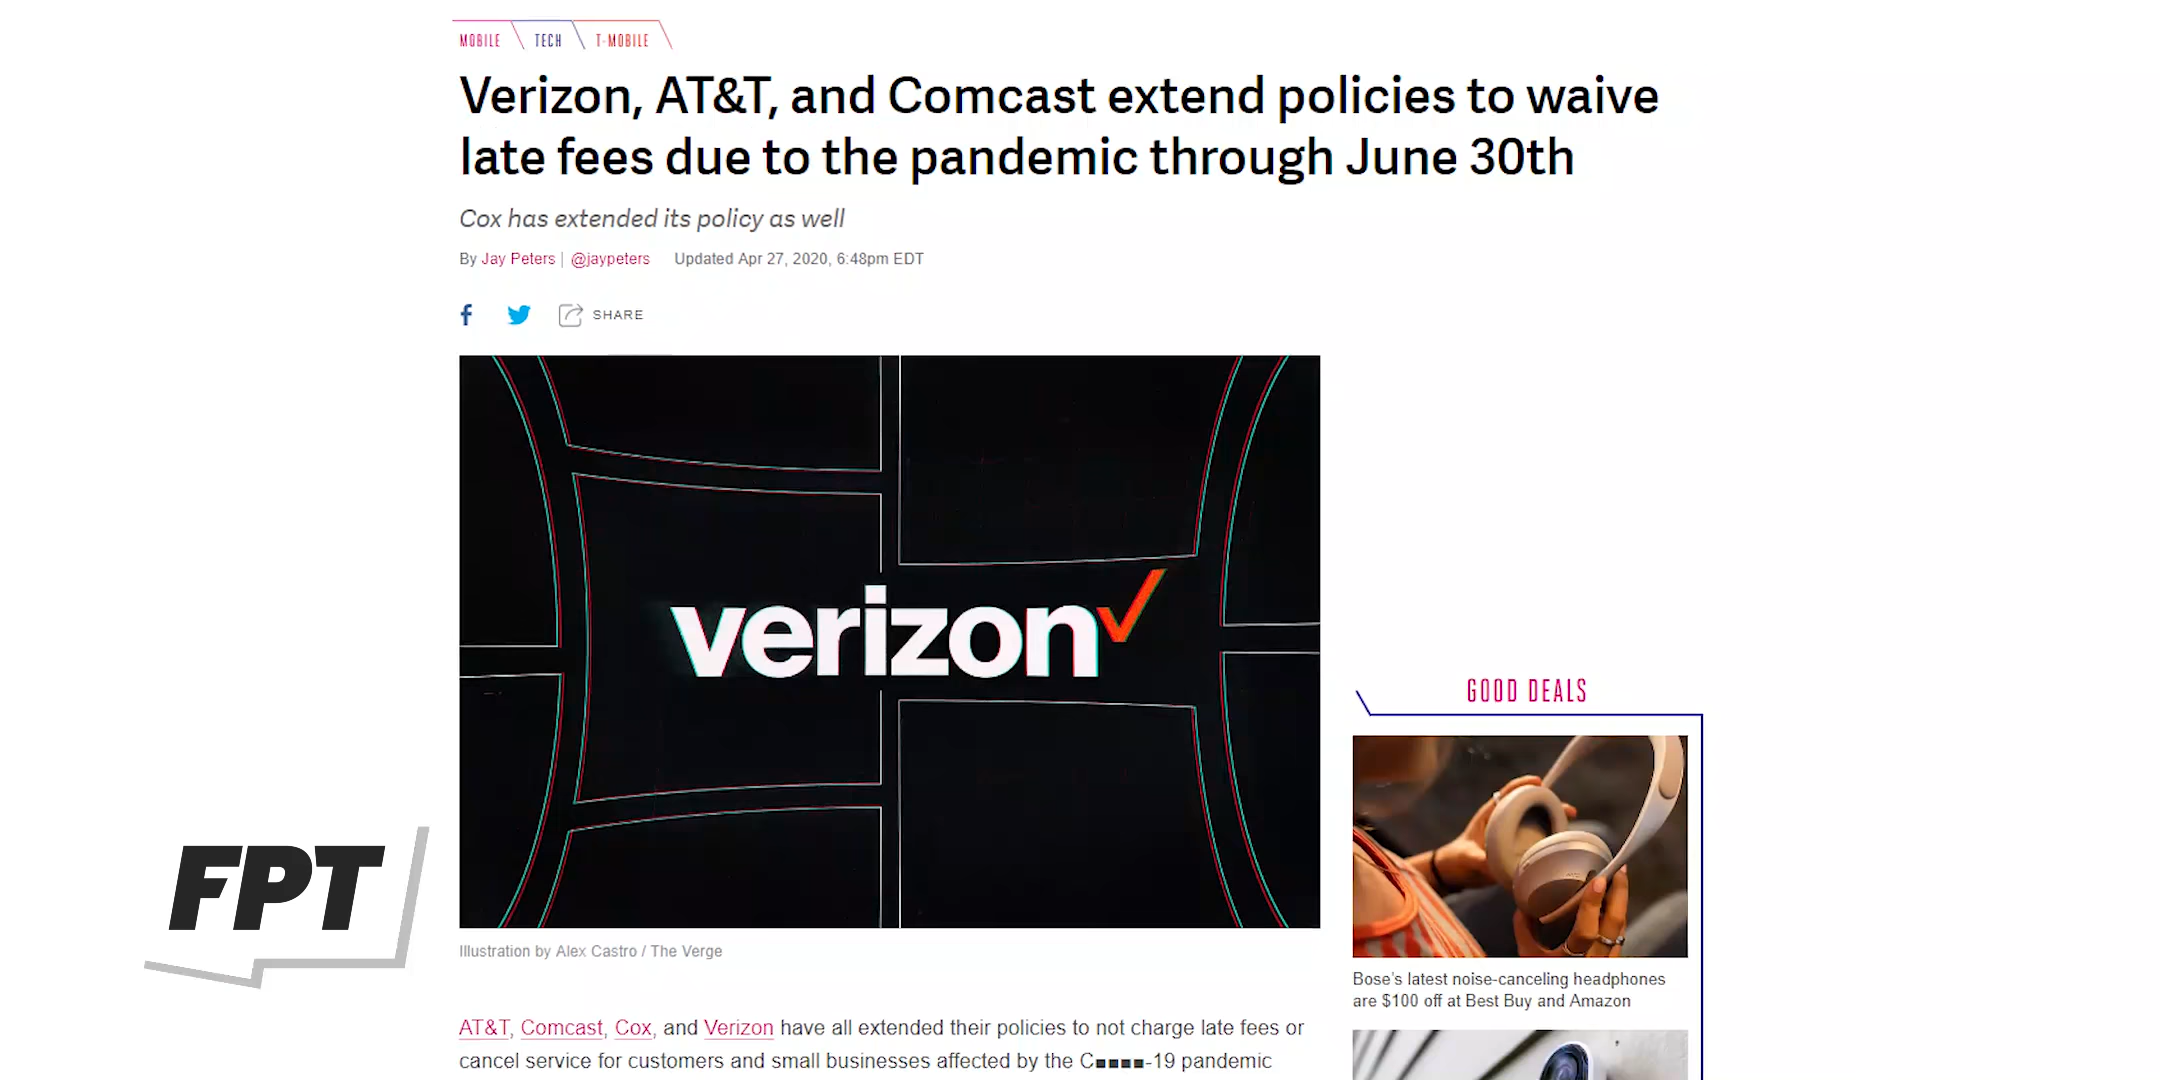 MOBILE TECH T-MOBILE
Verizon, AT&T, and Comcast extend policies to waive
late fees due to the pandemic through June 30th
Cox has extended its policy as well
By Jay Peters | @jaypeters Updated Apr 27, 2020, 6:48pm EDT
f SHARE
verizon
GOOD DEALS
FPT
Illustration by Alex Castro / The Verge
Bose's latest noise-canceling headphones
are $100 off at Best Buy and Amazon
AT&T, Comcast, Cox, and Verizon have all extended their policies to not charge late fees or
cancel service for customers and small businesses affected by the C■■■■-19 pandemic